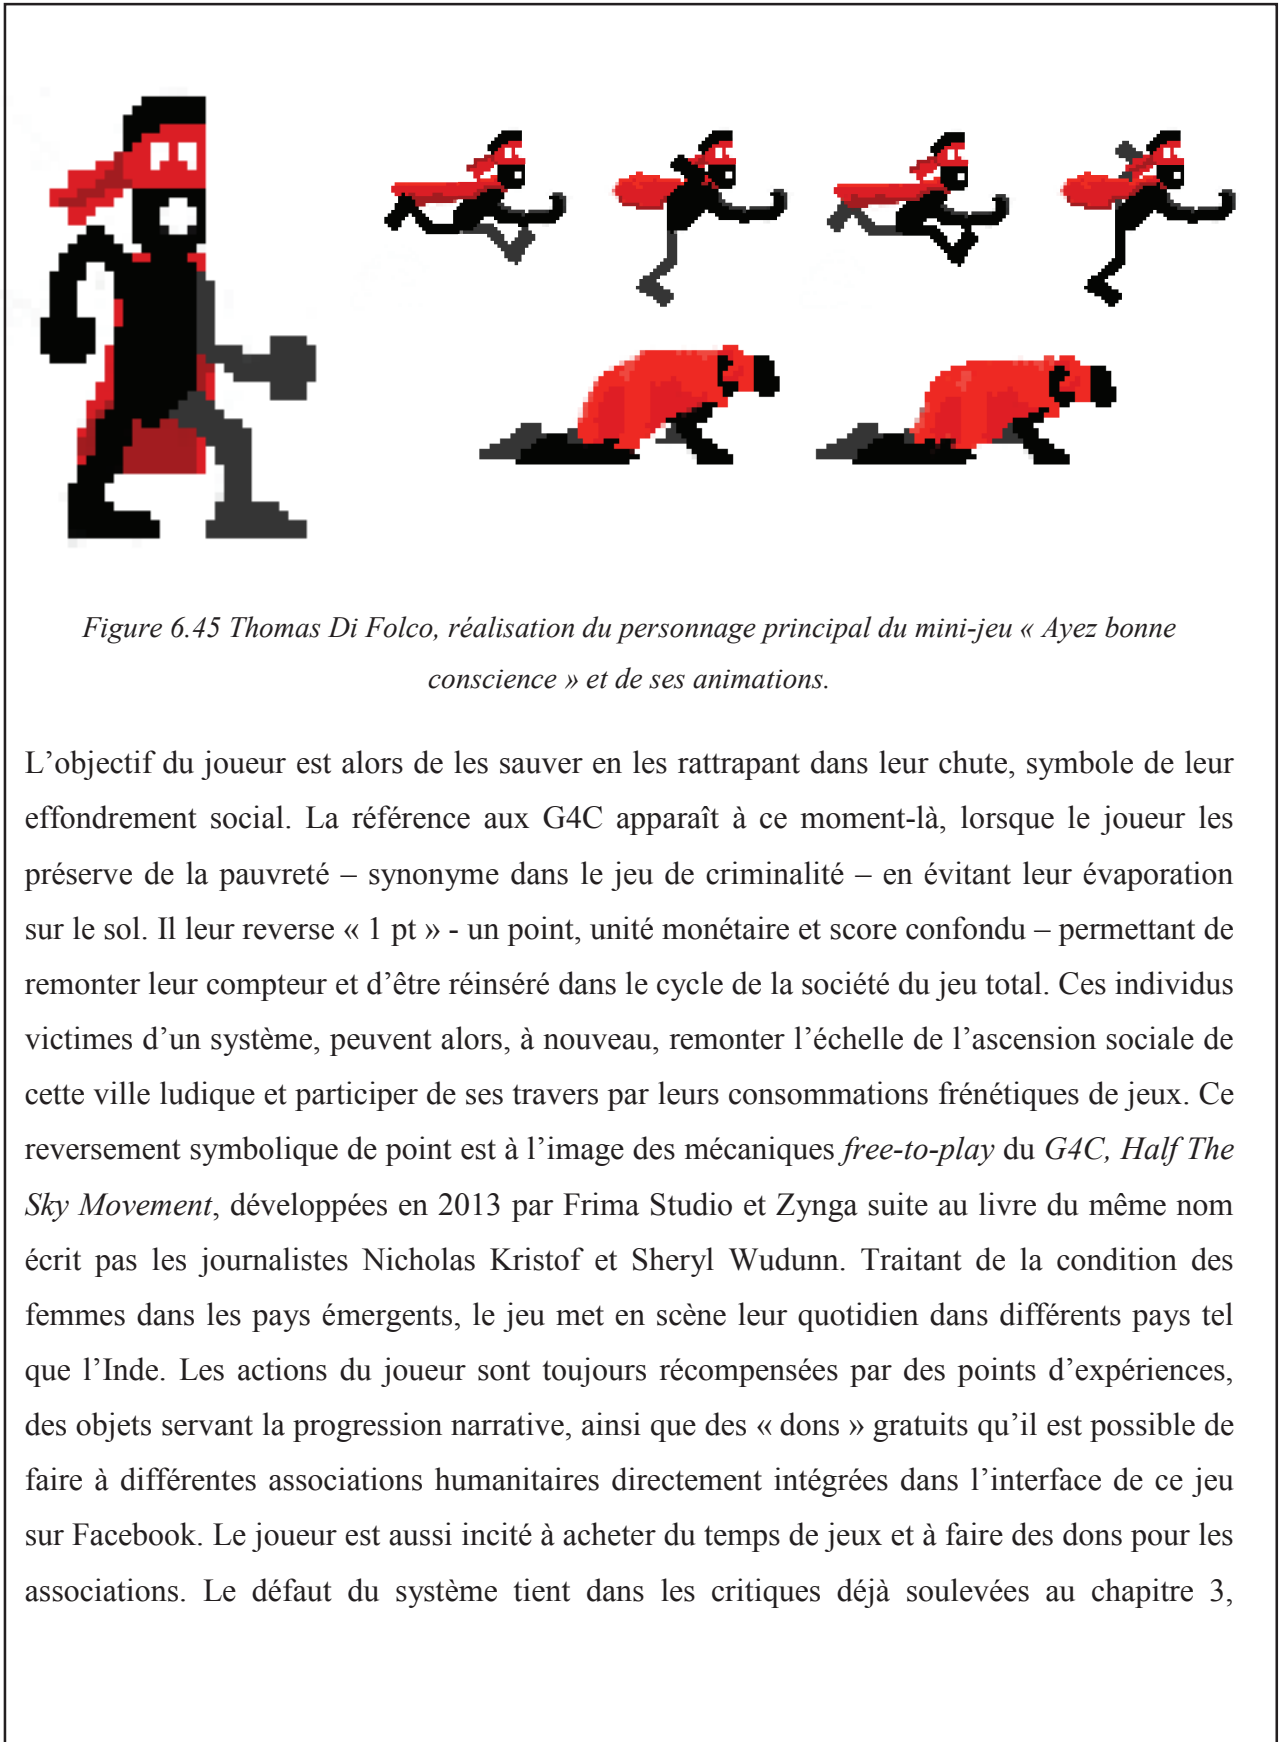 Figure 6.45 Thomas Di Folco, réalisation du personnage principal du mini-jeu « Ayez bonne
conscience » et de ses animations.
L’objectif du joueur est alors de les sauver en les rattrapant dans leur chute, symbole de leur
effondrement social. La référence aux G4C apparaît à ce moment-là, lorsque le joueur les
préserve de la pauvreté – synonyme dans le jeu de criminalité – en évitant leur évaporation
sur le sol. Il leur reverse « 1 pt » - un point, unité monétaire et score confondu – permettant de
remonter leur compteur et d’être réinséré dans le cycle de la société du jeu total. Ces individus
victimes d’un système, peuvent alors, à nouveau, remonter l’échelle de l’ascension sociale de
cette ville ludique et participer de ses travers par leurs consommations frénétiques de jeux. Ce
reversement symbolique de point est à l’image des mécaniques free-to-play du G4C, Half The
Sky Movement, développées en 2013 par Frima Studio et Zynga suite au livre du même nom
écrit pas les journalistes Nicholas Kristof et Sheryl Wudunn. Traitant de la condition des
femmes dans les pays émergents, le jeu met en scène leur quotidien dans différents pays tel
que l’Inde. Les actions du joueur sont toujours récompensées par des points d’expériences,
des objets servant la progression narrative, ainsi que des « dons » gratuits qu’il est possible de
faire à différentes associations humanitaires directement intégrées dans l’interface de ce jeu
sur Facebook. Le joueur est aussi incité à acheter du temps de jeux et à faire des dons pour les
associations. Le défaut du système tient dans les critiques déjà soulevées au chapitre 3,